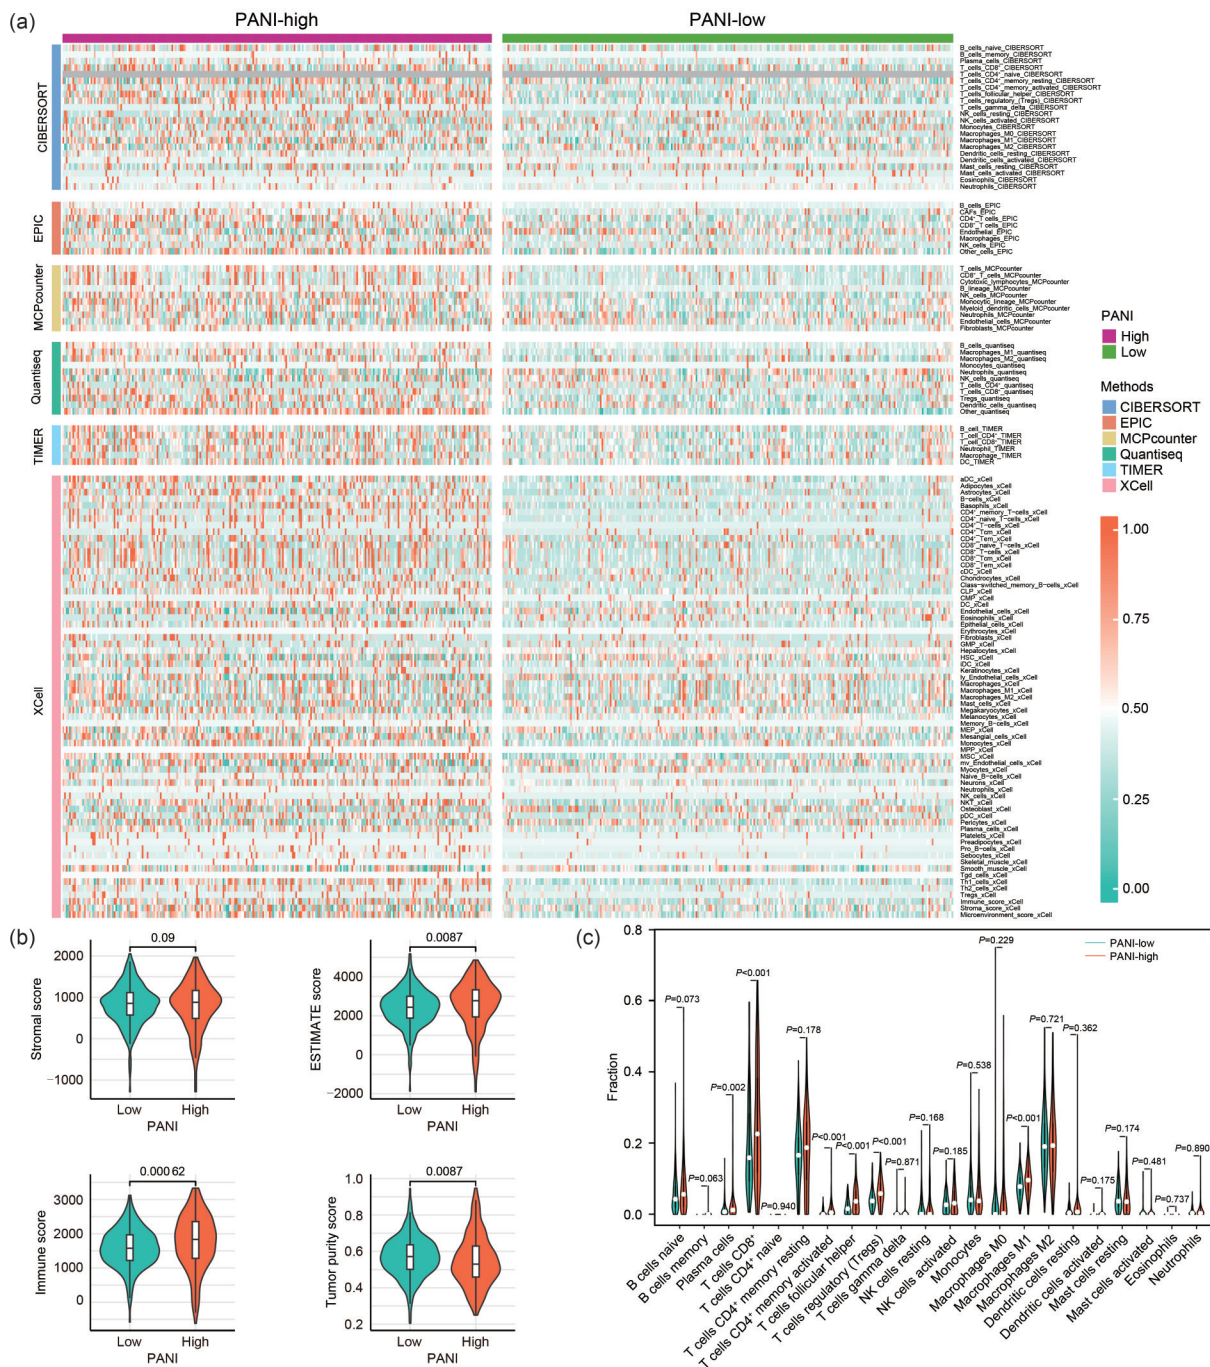 (a)
PANI-high
PANI-low
CIBERSORT
B_cells_naive_CIBERSORT
B_cells_memory_CIBERSORT
Plasma_cells_CIBERSORT
T_cells_CD8⁺_CIBERSORT
T_cells_CD4⁺_naive_CIBERSORT
T_cells_CD4⁺_memory_resting_CIBERSORT
T_cells_CD4⁺_memory_activated_CIBERSORT
T_cells_follicular_helper_CIBERSORT
T_cells_regulatory_(Tregs)_CIBERSORT
T_cells_gamma_delta_CIBERSORT
NK_cells_resting_CIBERSORT
NK_cells_activated_CIBERSORT
Monocytes_CIBERSORT
Macrophages_M0_CIBERSORT
Macrophages_M1_CIBERSORT
Macrophages_M2_CIBERSORT
Dendritic_cells_resting_CIBERSORT
Dendritic_cells_activated_CIBERSORT
Mast_cells_resting_CIBERSORT
Mast_cells_activated_CIBERSORT
Eosinophils_CIBERSORT
Neutrophils_CIBERSORT
EPIC
B_cells_EPIC
CAFs_EPIC
CD4⁺_T cells_EPIC
CD8⁺_T cells_EPIC
Endothelial_EPIC
Macrophages_EPIC
NK_cells_EPIC
Other_cells_EPIC
MCPcounter
T_cells_MCPcounter
CD8⁺_T_cells_MCPcounter
Cytotoxic_lymphocytes_MCPcounter
B_lineage_MCPcounter
NK_cells_MCPcounter
Monocytic_lineage_MCPcounter
Myeloid_dendritic_cells_MCPcounter
Neutrophils_MCPcounter
Endothelial_cells_MCPcounter
Fibroblasts_MCPcounter
Quantiseq
B_cells_quantiseq
Macrophages_M1_quantiseq
Macrophages_M2_quantiseq
Monocytes_quantiseq
Neutrophils_quantiseq
NK_cells_quantiseq
T_cells_CD4⁺_quantiseq
T_cells_CD8⁺_quantiseq
Tregs_quantiseq
Dendritic_cells_quantiseq
Other_quantiseq
TIMER
B_cell_TIMER
T_cell_CD4⁺_TIMER
T_cell_CD8⁺_TIMER
Neutrophil_TIMER
Macrophage_TIMER
DC_TIMER
XCell
aDC_xCell
Adipocytes_xCell
Astrocytes_xCell
B-cells_xCell
Basophils_xCell
CD4⁺_memory_T-cells_xCell
CD4⁺_naive_T-cells_xCell
CD4⁺_T-cells_xCell
CD4⁺_Tcm_xCell
CD4⁺_Tem_xCell
CD8⁺_naive_T-cells_xCell
CD8⁺_T-cells_xCell
CD8⁺_Tcm_xCell
CD8⁺_Tem_xCell
cDC_xCell
Chondrocytes_xCell
Class-switched_memory_B-cells_xCell
CLP_xCell
CMP_xCell
DC_xCell
Endothelial_cells_xCell
Eosinophils_xCell
Epithelial_cells_xCell
Erythrocytes_xCell
Fibroblasts_xCell
GMP_xCell
Hepatocytes_xCell
HSC_xCell
iDC_xCell
Keratinocytes_xCell
ly_Endothelial_cells_xCell
Macrophages_xCell
Macrophages_M1_xCell
Macrophages_M2_xCell
Mast_cells_xCell
Megakaryocytes_xCell
Melanocytes_xCell
Memory_B-cells_xCell
MEP_xCell
Mesangial_cells_xCell
Monocytes_xCell
MPP_xCell
MSC_xCell
mv_Endothelial_cells_xCell
Myocytes_xCell
Naive_B-cells_xCell
Neurons_xCell
Neutrophils_xCell
NK_cells_xCell
NKT_xCell
Osteoblast_xCell
pDC_xCell
Pericytes_xCell
Plasma_cells_xCell
Platelets_xCell
Preadipocytes_xCell
Pro_B-cells_xCell
Sebocytes_xCell
Skeletal_muscle_xCell
Smooth_muscle_xCell
Tgd_cells_xCell
Th1_cells_xCell
Th2_cells_xCell
Tregs_xCell
Immune_score_xCell
Stroma_score_xCell
Microenvironment_score_xCell
PANI
High
Low
Methods
CIBERSORT
EPIC
MCPcounter
Quantiseq
TIMER
XCell
1.00
0.75
0.50
0.25
0.00
(b)
0.09
Stromal score
2000
1000
0
−1000
Low
High
PANI
0.0087
ESTIMATE score
4000
2000
0
−2000
Low
High
PANI
0.000 62
Immune score
3000
2000
1000
0
Low
High
PANI
0.0087
Tumor purity score
1.0
0.8
0.6
0.4
0.2
Low
High
PANI
(c)
Fraction
0.8
0.6
0.4
0.2
0.0
PANI-low
PANI-high
P=0.073
P=0.063
P=0.002
P<0.001
P=0.940
P=0.178
P<0.001
P<0.001
P<0.001
P=0.871
P=0.168
P=0.185
P=0.538
P=0.229
P<0.001
P=0.721
P=0.362
P=0.175
P=0.174
P=0.481
P=0.737
P=0.890
B cells naive
B cells memory
Plasma cells
T cells CD8⁺
T cells CD4⁺ naive
T cells CD4⁺ memory resting
T cells CD4⁺ memory activated
T cells follicular helper
T cells regulatory (Tregs)
T cells gamma delta
NK cells resting
NK cells activated
Monocytes
Macrophages M0
Macrophages M1
Macrophages M2
Dendritic cells resting
Dendritic cells activated
Mast cells resting
Mast cells activated
Eosinophils
Neutrophils